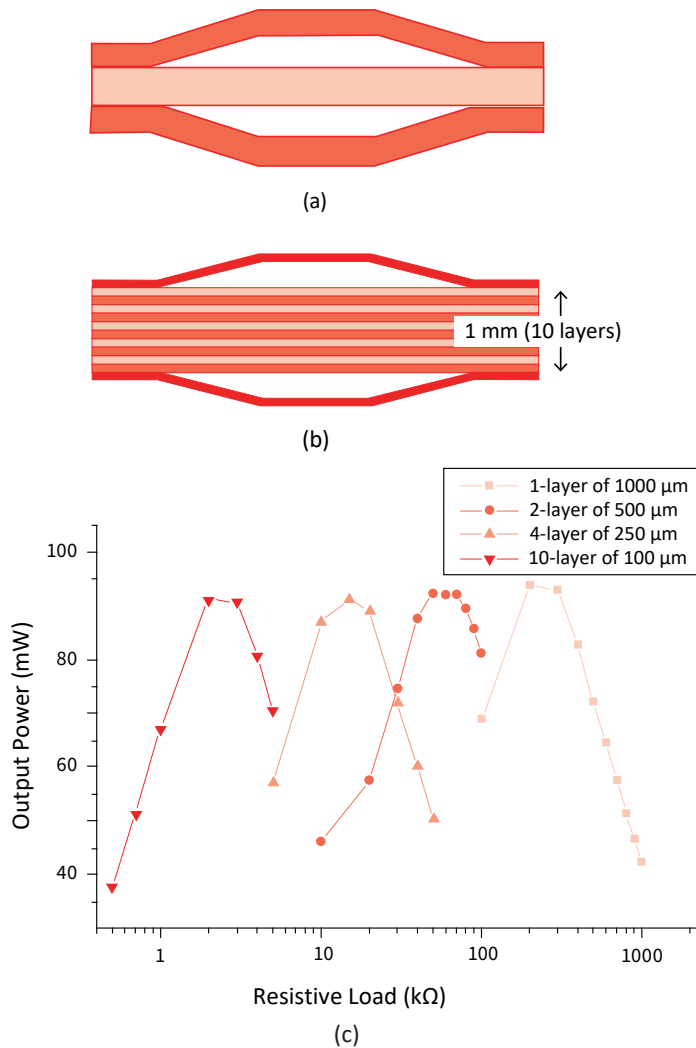 (a)
1 mm (10 layers)
(b)
1-layer of 1000 μm
2-layer of 500 μm
4-layer of 250 μm
10-layer of 100 μm
100
80
60
40
Output Power (mW)
1
10
100
1000
Resistive Load (kΩ)
(c)